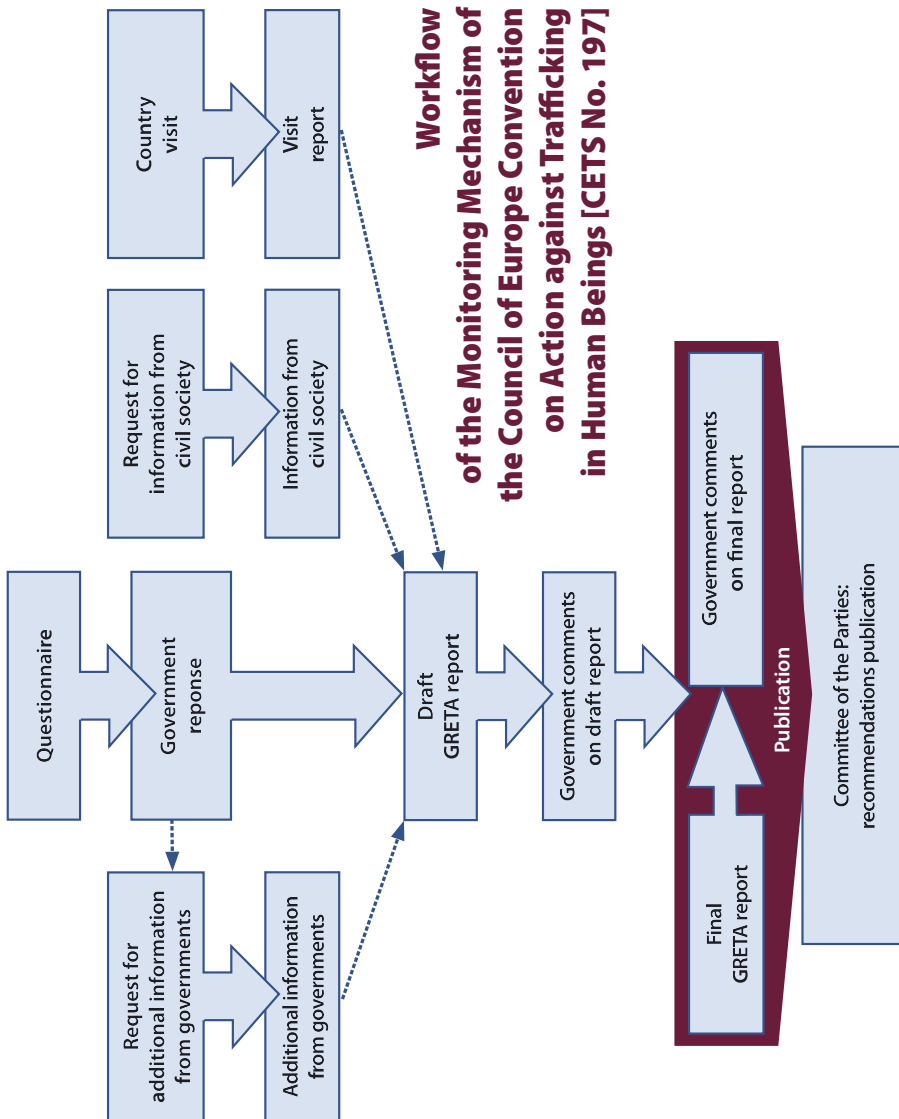 Workflow
of the Monitoring Mechanism of
the Council of Europe Convention
on Action against Trafficking
in Human Beings [CETS No. 197]
Questionnaire
Government
reponse
Request for
additional information
from governments
Additional information
from governments
Request for
information from
civil society
Information from
civil society
Country
visit
Visit
report
Draft
GRETA report
Government comments
on draft report
Final
GRETA report
Government comments
on final report
Publication
Committee of the Parties:
recommendations publication